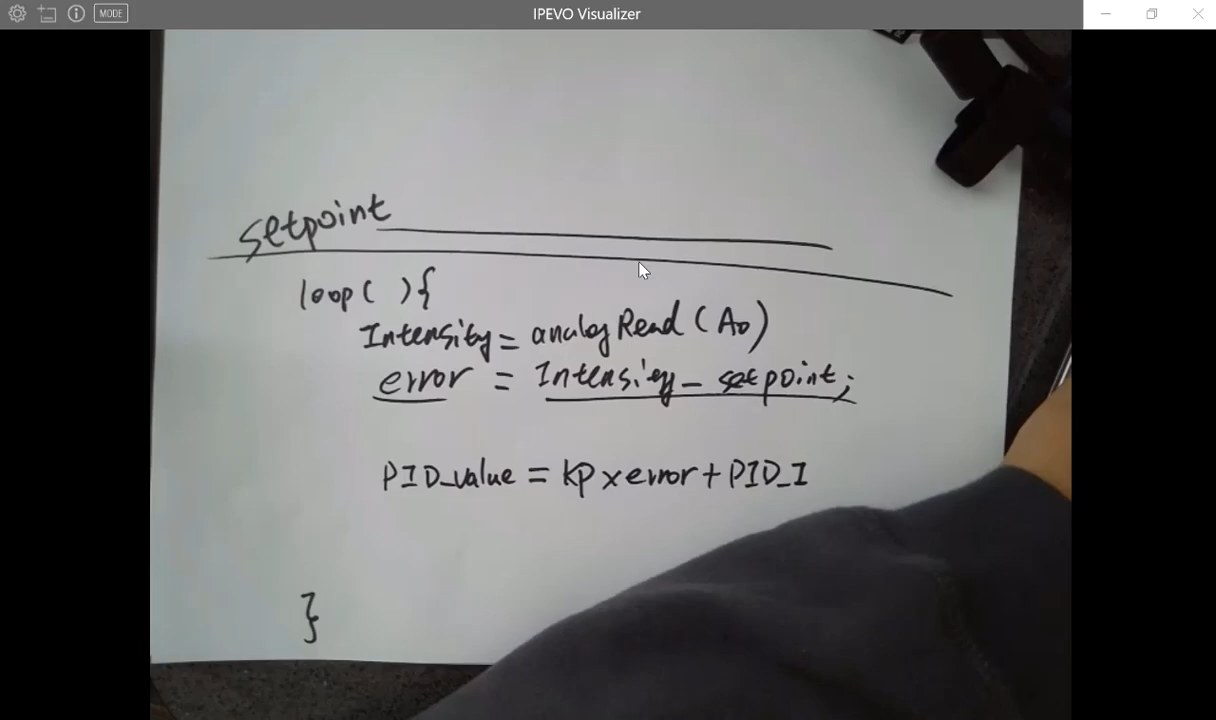 MODE
IPEVO Visualizer
setpoint
loop( ){
Intensity = analogRead(A0)
error = Intensity - setpoint;
PID_value = kp x error + PID_I
}